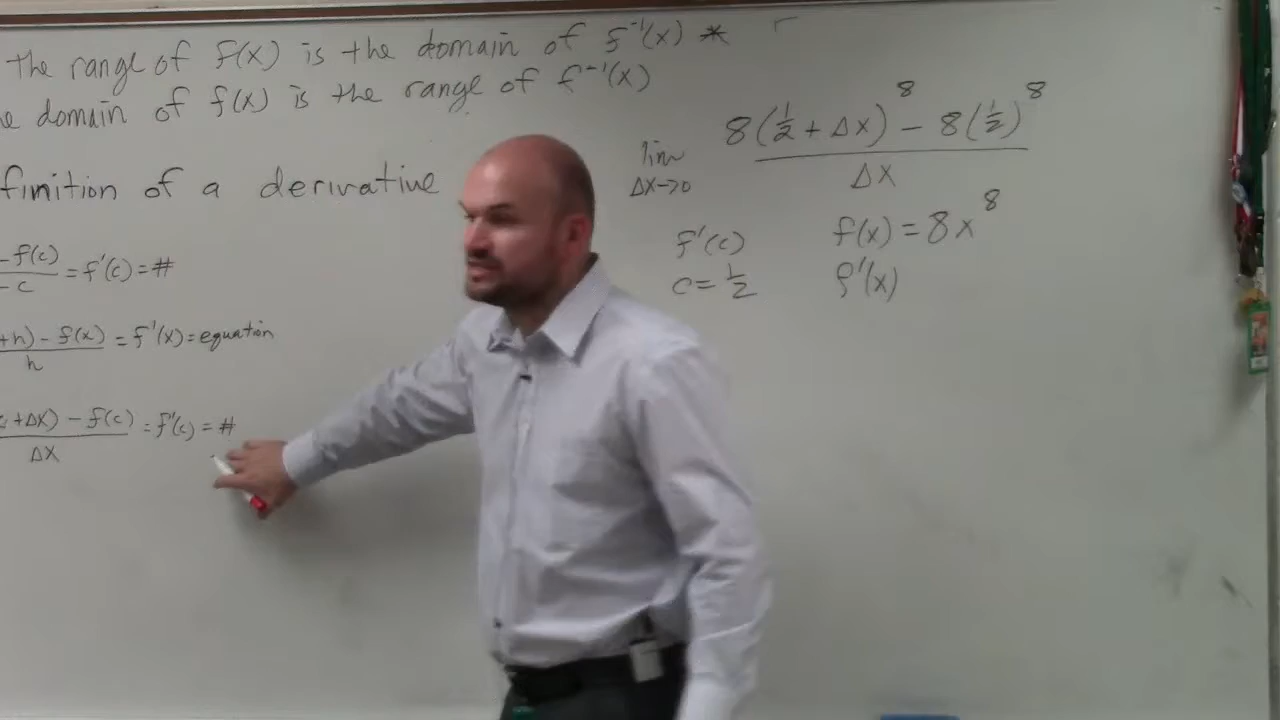 The range of f(x) is the domain of f⁻¹(x) *
e domain of f(x) is the range of f⁻¹(x)
finition of a derivative
- f(c) / - c = f'(c) = #
+h) - f(x) / h = f'(x) = equation
+ Δx) - f(c) / Δx = f'(c) = #
lim Δx→0 8(1/2 + Δx)⁸ - 8(1/2)⁸ / Δx
f'(c) f(x) = 8x⁸
c = 1/2 f'(x)